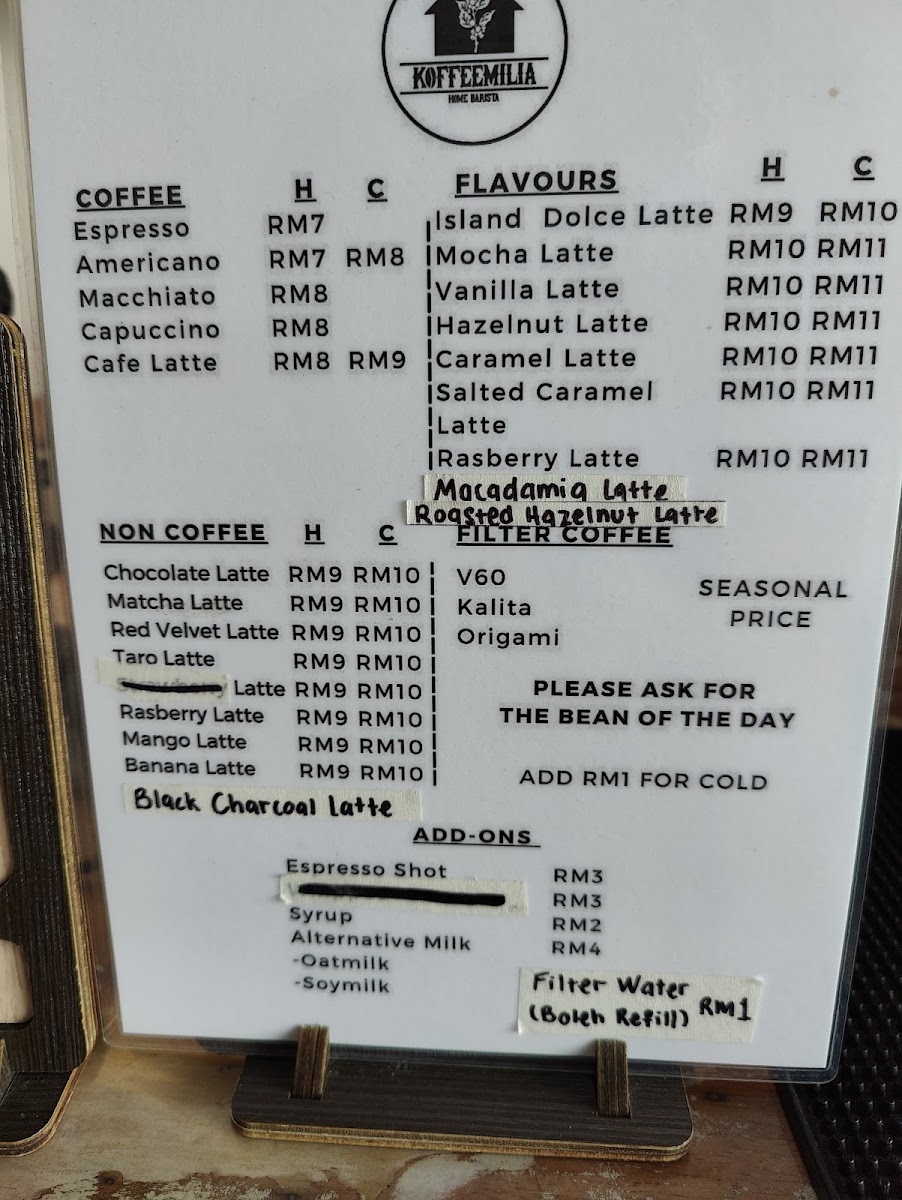 KOFFEEMILIA
HOME BARISTA
COFFEE H C
Espresso RM7
Americano RM7 RM8
Macchiato RM8
Capuccino RM8
Cafe Latte RM8 RM9
FLAVOURS H C
Island Dolce Latte RM9 RM10
Mocha Latte RM10 RM11
Vanilla Latte RM10 RM11
Hazelnut Latte RM10 RM11
Caramel Latte RM10 RM11
Salted Caramel RM10 RM11
Latte
Rasberry Latte RM10 RM11
Macadamia Latte
Roasted Hazelnut Latte
NON COFFEE H C
Chocolate Latte RM9 RM10
Matcha Latte RM9 RM10
Red Velvet Latte RM9 RM10
Taro Latte RM9 RM10
Latte RM9 RM10
Rasberry Latte RM9 RM10
Mango Latte RM9 RM10
Banana Latte RM9 RM10
Black Charcoal Latte
FILTER COFFEE
V60
Kalita
Origami
SEASONAL
PRICE
PLEASE ASK FOR
THE BEAN OF THE DAY
ADD RM1 FOR COLD
ADD-ONS
Espresso Shot RM3
RM3
Syrup RM2
Alternative Milk RM4
-Oatmilk
-Soymilk
Filter Water
(Boleh Refill) RM1